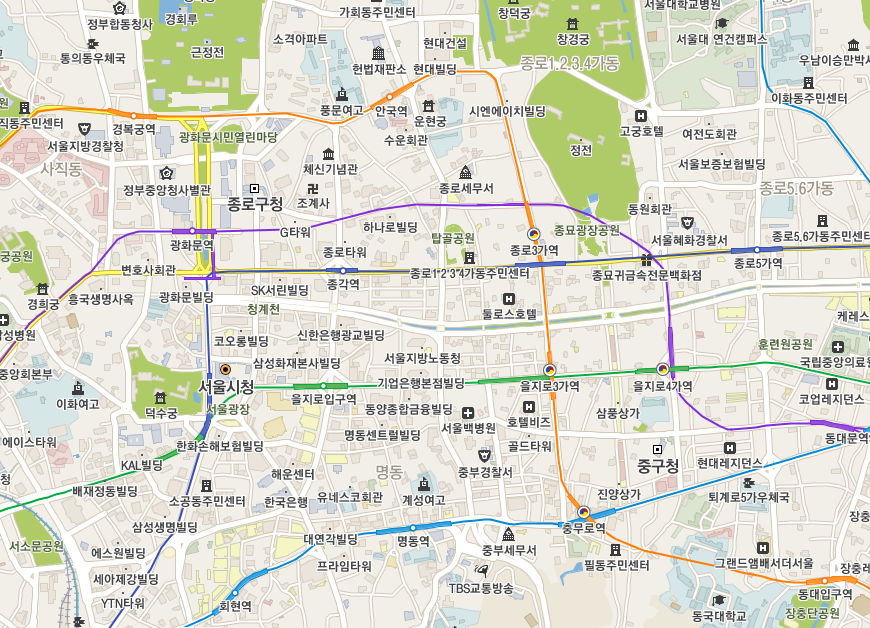 정부합동청사
경회루
가회동주민센터
창덕궁
서울대학교병원
통의동우체국
근정전
소격아파트
현대건설
창경궁
서울대 연건캠퍼스
헌법재판소
현대빌딩
종로1,2,3,4가동
우남이승만박사
풍문여고
안국역
운현궁
시엔에이치빌딩
이화동주민센터
직동주민센터
경복궁역
광화문시민열린마당
수운회관
고궁호텔
여전도회관
서울지방경찰청
정전
사직동
체신기념관
서울보증보험빌딩
정부중앙청사별관
종로세무서
종로5,6가동
종로구청
조계사
동원회관
G타워
하나로빌딩
탑골공원
종묘광장공원
서울혜화경찰서
종로5,6가동주민센터
광화문역
종로타워
종로3가역
궁공원
변호사회관
종각역
종로1·2·3·4가동주민센터
종묘귀금속전문백화점
종로5가역
경희궁
흥국생명사옥
광화문빌딩
SK서린빌딩
청계천
둘로스호텔
케레스
삼성병원
코오롱빌딩
신한은행광교빌딩
훈련원공원
중앙회본부
삼성화재본사빌딩
서울지방노동청
국립중앙의료원
서울시청
을지로입구역
기업은행본점빌딩
을지로3가역
을지로4가역
이화여고
덕수궁
서울광장
동양종합금융빌딩
코업레지던스
삼풍상가
에이스타워
한화손해보험빌딩
명동센트럴빌딩
서울백병원
호텔비즈
골드타워
동대문역
KAL빌딩
해운센터
명동
중부경찰서
중구청
현대레지던스
배재정동빌딩
소공동주민센터
한국은행
유네스코회관
계성여고
진양상가
퇴계로5가우체국
삼성생명빌딩
대연각빌딩
명동역
충무로역
서소문공원
에스원빌딩
중부세무서
세아제강빌딩
프라임타워
필동주민센터
그랜드앰배서더서울
장충
YTN타워
회현역
TBS교통방송
동국대학교
동대입구역
장충단공원